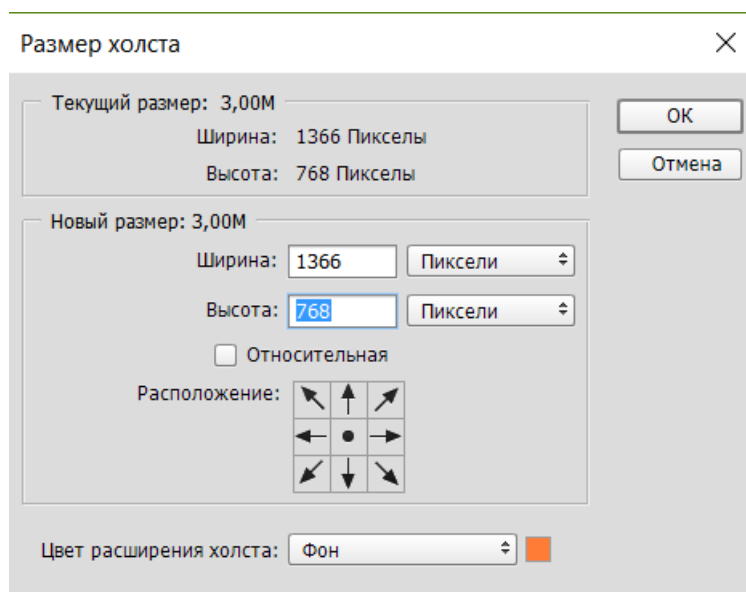 Размер холста
Текущий размер: 3,00M
ОК
Ширина: 1366 Пикселы
Высота: 768 Пикселы
Отмена
Новый размер: 3,00M
Ширина: 1366 Пиксели
Высота: 768 Пиксели
Относительная
Расположение:
Цвет расширения холста: Фон